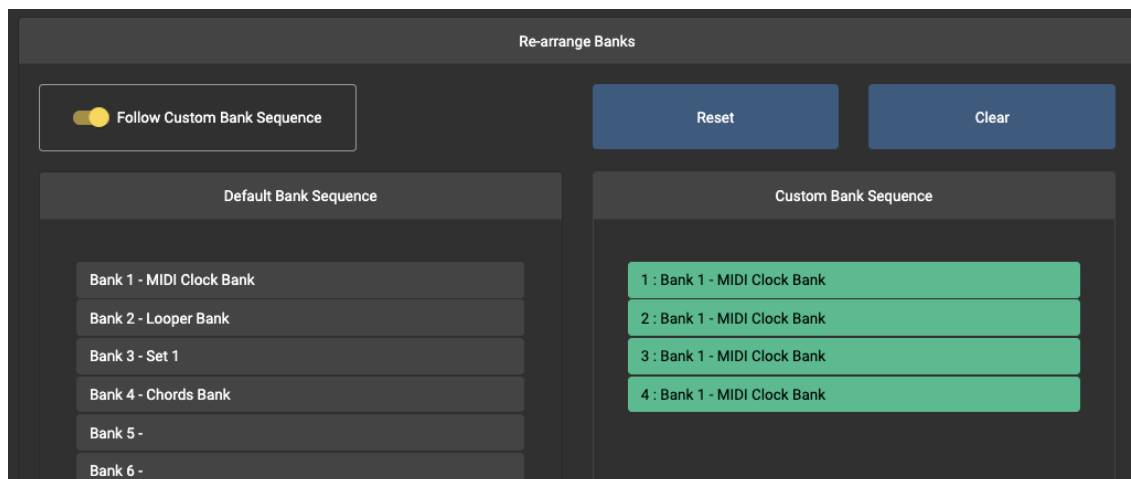 Re-arrange Banks
Follow Custom Bank Sequence
Reset
Clear
Default Bank Sequence
Bank 1 - MIDI Clock Bank
Bank 2 - Looper Bank
Bank 3 - Set 1
Bank 4 - Chords Bank
Bank 5 -
Bank 6 -
Custom Bank Sequence
1 : Bank 1 - MIDI Clock Bank
2 : Bank 1 - MIDI Clock Bank
3 : Bank 1 - MIDI Clock Bank
4 : Bank 1 - MIDI Clock Bank